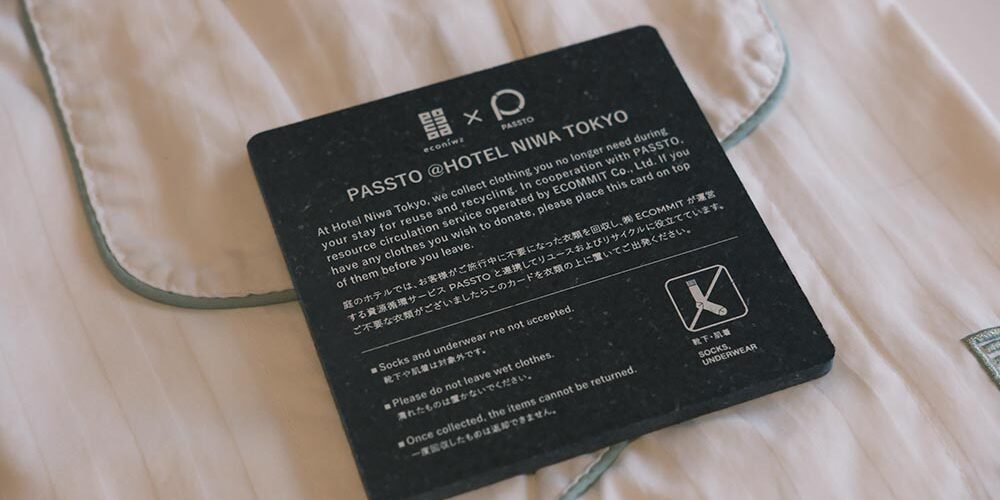 econiwa × PASSTO
PASSTO @HOTEL NIWA TOKYO
At Hotel Niwa Tokyo, we collect clothing you no longer need during
your stay for reuse and recycling. In cooperation with PASSTO,
resource circulation service operated by ECOMMIT Co., Ltd. If you
have any clothes you wish to donate, please place this card on top
of them before you leave.
庭のホテルでは、お客様がご旅行中に不要になった衣類を回収し、㈱ ECOMMIT が運営
する資源循環サービス PASSTO と連携してリユースおよびリサイクルに役立てています。
ご不要な衣類がございましたらこのカードを衣類の上に置いてご出発ください。
■ Socks and underwear are not accepted.
靴下や肌着は対象外です。
■ Please do not leave wet clothes.
濡れたものは置かないでください。
■ Once collected, the items cannot be returned.
一度回収したものは返却できません。
靴下・肌着
SOCKS,
UNDERWEAR